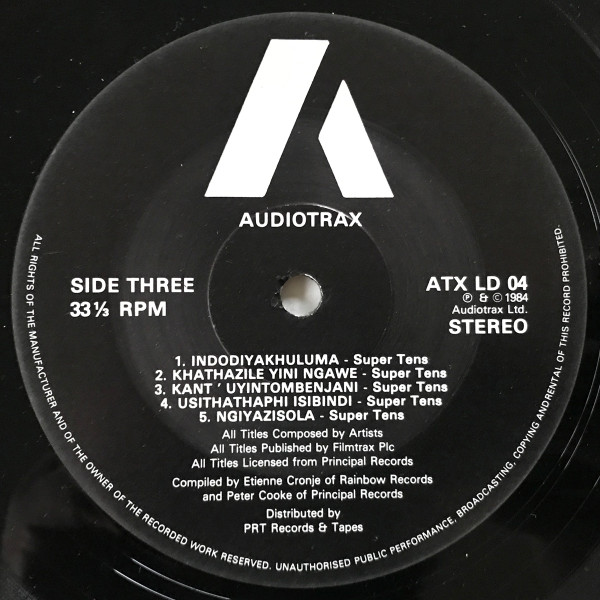 AUDIOTRAX
SIDE THREE
33⅓ RPM
ATX LD 04
Ⓟ & © 1984
Audiotrax Ltd.
STEREO
1. INDODIYAKHULUMA - Super Tens
2. KHATHAZILE YINI NGAWE - Super Tens
3. KANT ' UYINTOMBENJANI - Super Tens
4. USITHATHAPHI ISIBINDI - Super Tens
5. NGIYAZISOLA - Super Tens
All Titles Composed by Artists
All Titles Published by Filmtrax Plc
All Titles Licensed from Principal Records
Compiled by Etienne Cronje of Rainbow Records
and Peter Cooke of Principal Records
Distributed by
PRT Records & Tapes
ALL RIGHTS OF THE MANUFACTURER AND OF THE OWNER OF THE RECORDED WORK RESERVED. UNAUTHORISED PUBLIC PERFORMANCE, BROADCASTING, COPYING AND RENTAL OF THIS RECORD PROHIBITED.